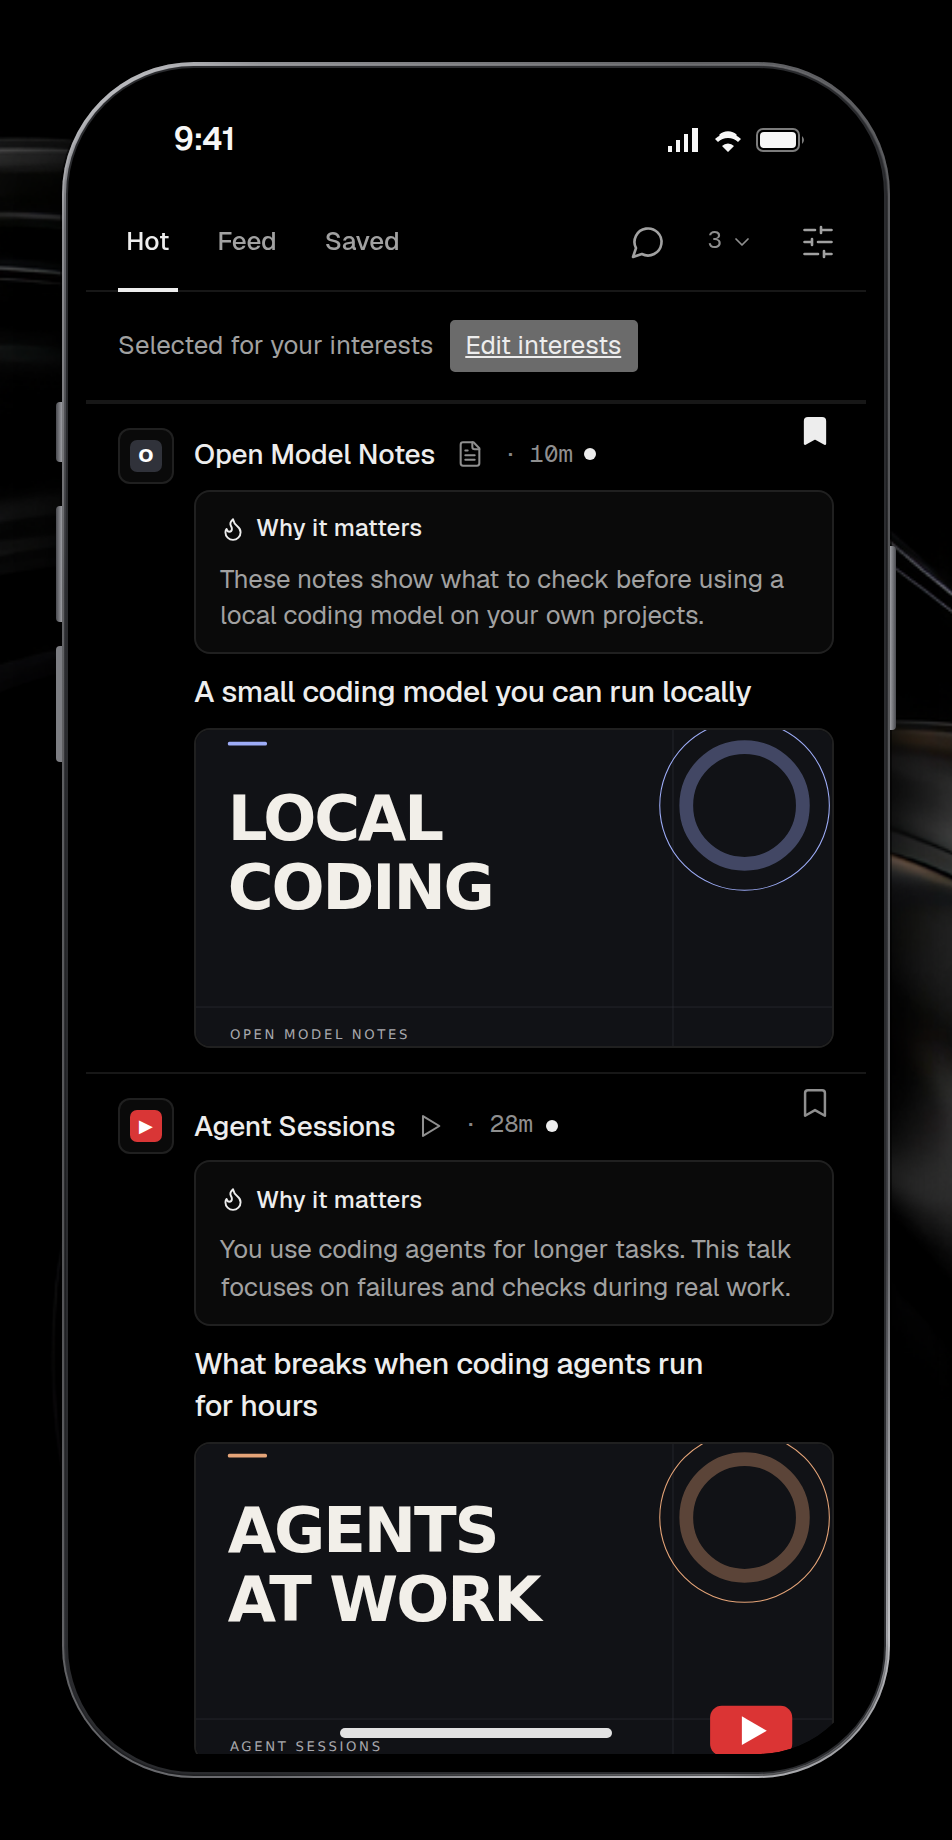 9:41
Hot Feed Saved 3
Selected for your interests Edit interests
O Open Model Notes · 10m
Why it matters
These notes show what to check before using a
local coding model on your own projects.
A small coding model you can run locally
LOCAL
CODING
OPEN MODEL NOTES
Agent Sessions · 28m
Why it matters
You use coding agents for longer tasks. This talk
focuses on failures and checks during real work.
What breaks when coding agents run
for hours
AGENTS
AT WORK
AGENT SESSIONS